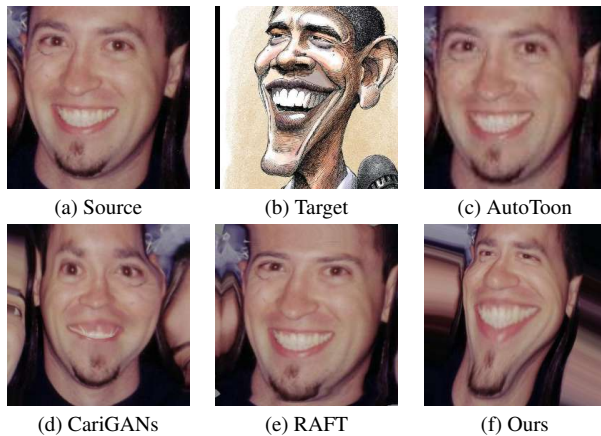 (a) Source
(b) Target
(c) AutoToon
(d) CariGANs
(e) RAFT
(f) Ours